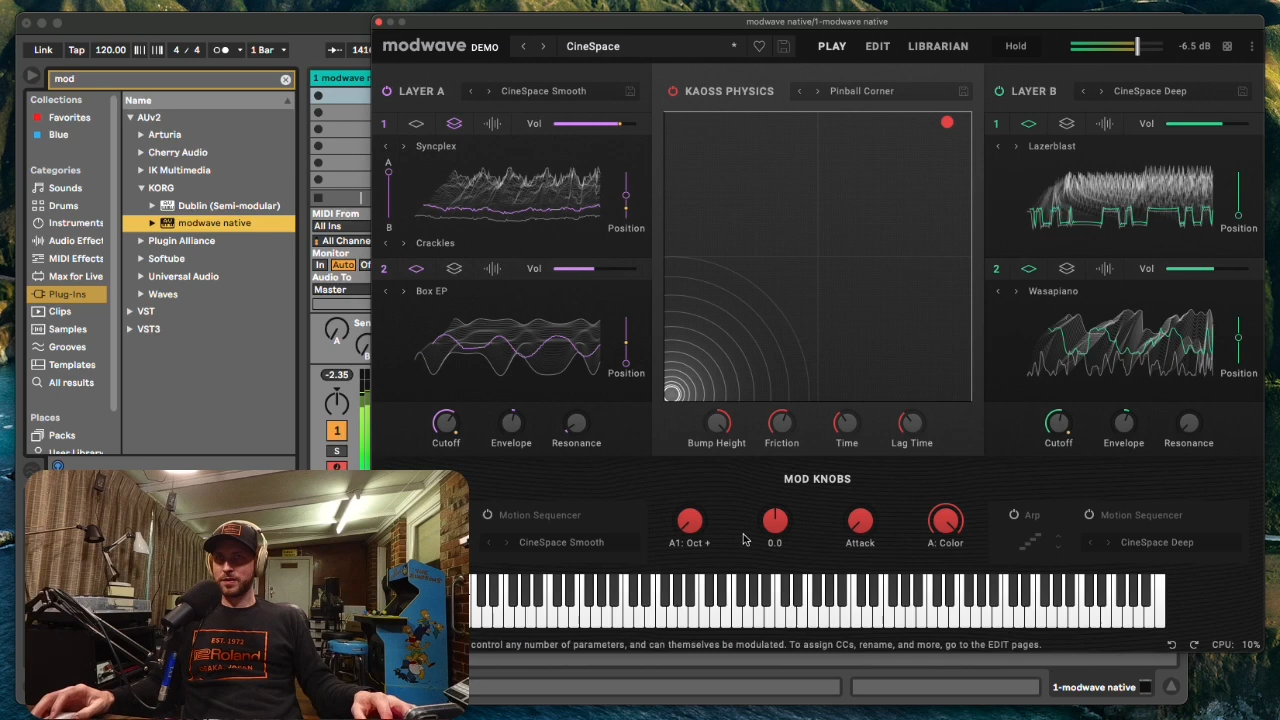 modwave native/1-modwave native
Link Tap 120.00 4 / 4 1 Bar
mod
Collections
Favorites
Blue
Categories
Sounds
Drums
Instruments
Audio Effect
MIDI Effects
Max for Live
Plug-Ins
Clips
Samples
Grooves
Templates
All results
Places
Packs
User Library
Name
AUv2
Arturia
Cherry Audio
IK Multimedia
KORG
Dublin (Semi-modular)
modwave native
Plugin Alliance
Softube
Universal Audio
Waves
VST
VST3
1 modwave n
MIDI From
All Ins
All Channe
Monitor
In Auto Of
Audio To
Master
Sen
A
B
-2.35
1
S
modwave DEMO
CineSpace *
PLAY EDIT LIBRARIAN
Hold
-6.5 dB
LAYER A
CineSpace Smooth
1 Vol
Syncplex
A
B
Position
Crackles
2 Vol
Box EP
Position
Cutoff Envelope Resonance
KAOSS PHYSICS
Pinball Corner
Bump Height Friction Time Lag Time
LAYER B
CineSpace Deep
1 Vol
Lazerblast
Position
2 Vol
Wasapiano
Position
Cutoff Envelope Resonance
MOD KNOBS
Motion Sequencer
CineSpace Smooth
A1: Oct + 0.0 Attack A: Color
Arp
Motion Sequencer
CineSpace Deep
control any number of parameters, and can themselves be modulated. To assign CCs, rename, and more, go to the EDIT pages.
CPU: 10%
1-modwave native
EST. 1972
Roland